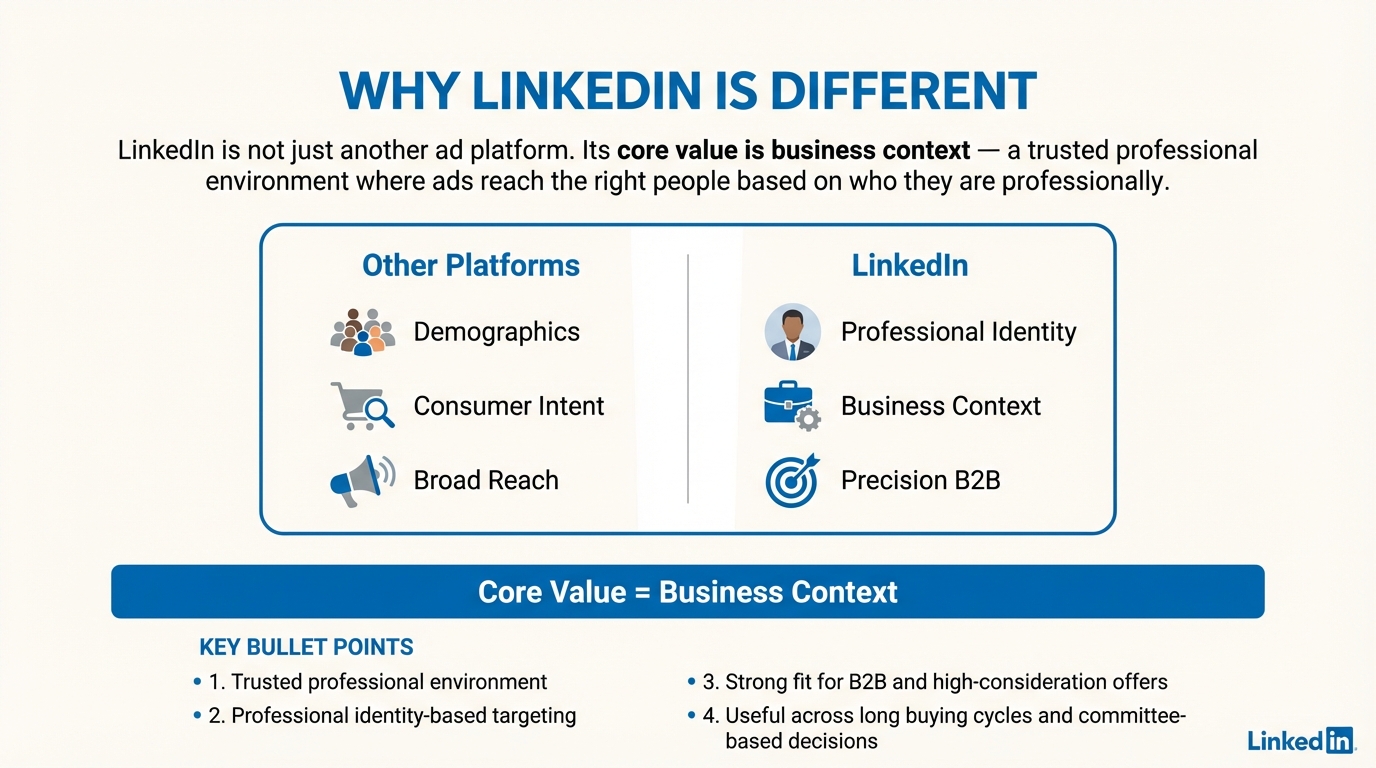 WHY LINKEDIN IS DIFFERENT
LinkedIn is not just another ad platform. Its core value is business context — a trusted professional
environment where ads reach the right people based on who they are professionally.
Other Platforms
Demographics
Consumer Intent
Broad Reach
LinkedIn
Professional Identity
Business Context
Precision B2B
Core Value = Business Context
KEY BULLET POINTS
• 1. Trusted professional environment
• 2. Professional identity-based targeting
• 3. Strong fit for B2B and high-consideration offers
• 4. Useful across long buying cycles and committee-
based decisions
LinkedIn